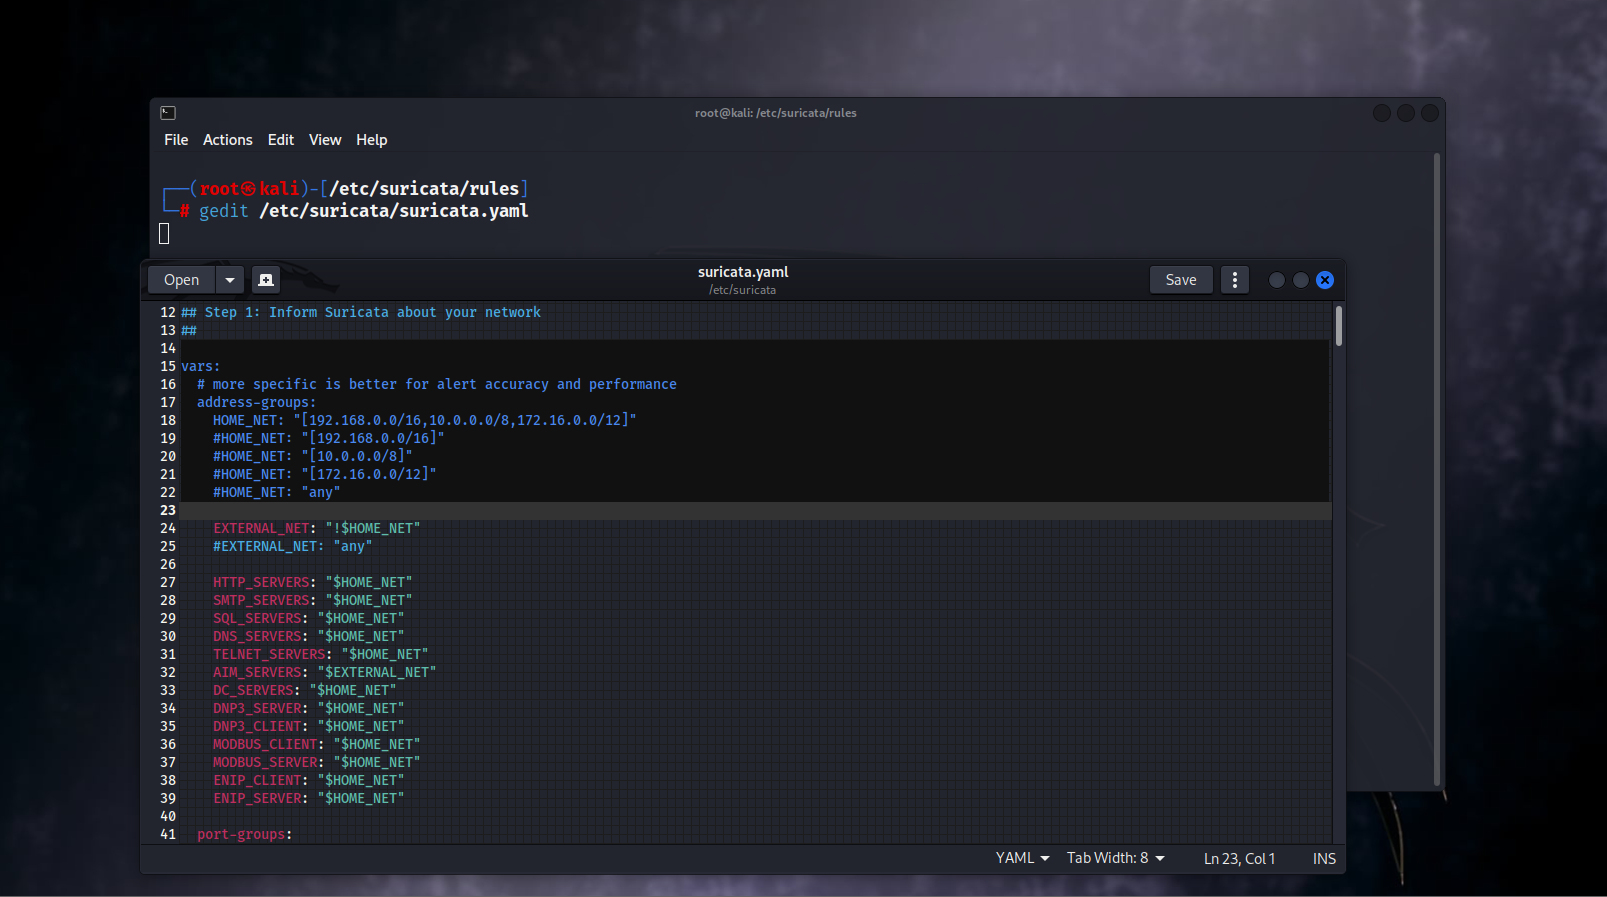 root@kali: /etc/suricata/rules
File Actions Edit View Help
┌──(root㉿kali)-[/etc/suricata/rules]
└─# gedit /etc/suricata/suricata.yaml
Open
suricata.yaml
/etc/suricata
Save
12 ## Step 1: Inform Suricata about your network
13 ##
14
15 vars:
16   # more specific is better for alert accuracy and performance
17   address-groups:
18     HOME_NET: "[192.168.0.0/16,10.0.0.0/8,172.16.0.0/12]"
19     #HOME_NET: "[192.168.0.0/16]"
20     #HOME_NET: "[10.0.0.0/8]"
21     #HOME_NET: "[172.16.0.0/12]"
22     #HOME_NET: "any"
23
24     EXTERNAL_NET: "!$HOME_NET"
25     #EXTERNAL_NET: "any"
26
27     HTTP_SERVERS: "$HOME_NET"
28     SMTP_SERVERS: "$HOME_NET"
29     SQL_SERVERS: "$HOME_NET"
30     DNS_SERVERS: "$HOME_NET"
31     TELNET_SERVERS: "$HOME_NET"
32     AIM_SERVERS: "$EXTERNAL_NET"
33     DC_SERVERS: "$HOME_NET"
34     DNP3_SERVER: "$HOME_NET"
35     DNP3_CLIENT: "$HOME_NET"
36     MODBUS_CLIENT: "$HOME_NET"
37     MODBUS_SERVER: "$HOME_NET"
38     ENIP_CLIENT: "$HOME_NET"
39     ENIP_SERVER: "$HOME_NET"
40
41   port-groups:
YAML Tab Width: 8 Ln 23, Col 1 INS